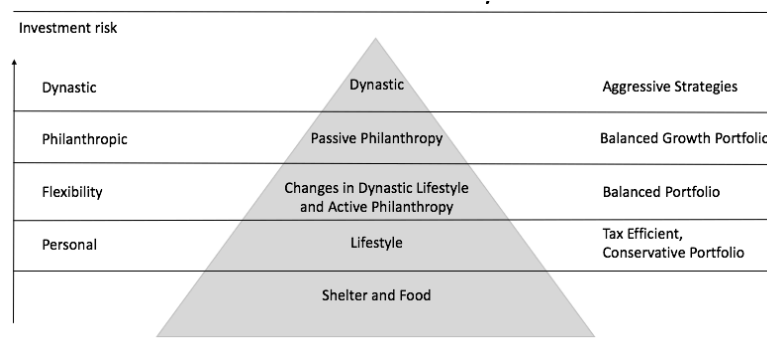 Investment risk
Dynastic
Dynastic
Aggressive Strategies
Philanthropic
Passive Philanthropy
Balanced Growth Portfolio
Flexibility
Changes in Dynastic Lifestyle
and Active Philanthropy
Balanced Portfolio
Personal
Lifestyle
Tax Efficient,
Conservative Portfolio
Shelter and Food